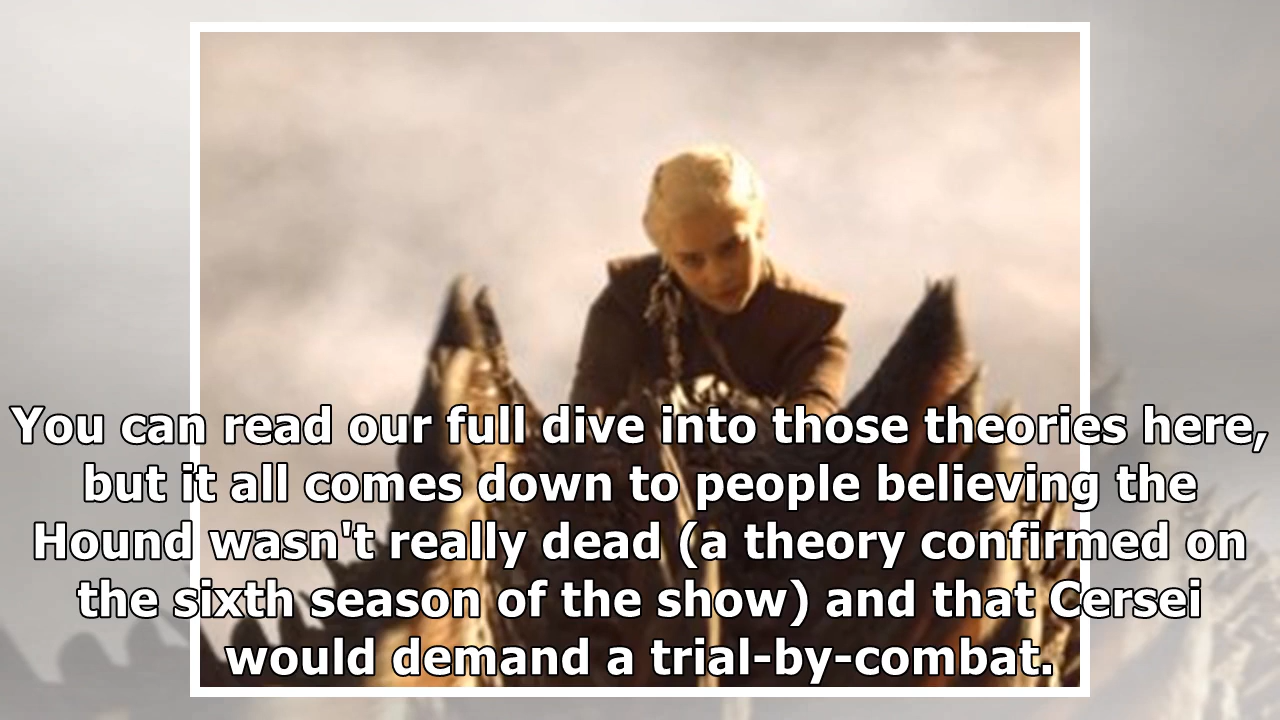 You can read our full dive into those theories here,
but it all comes down to people believing the
Hound wasn't really dead (a theory confirmed on
the sixth season of the show) and that Cersei
would demand a trial-by-combat.